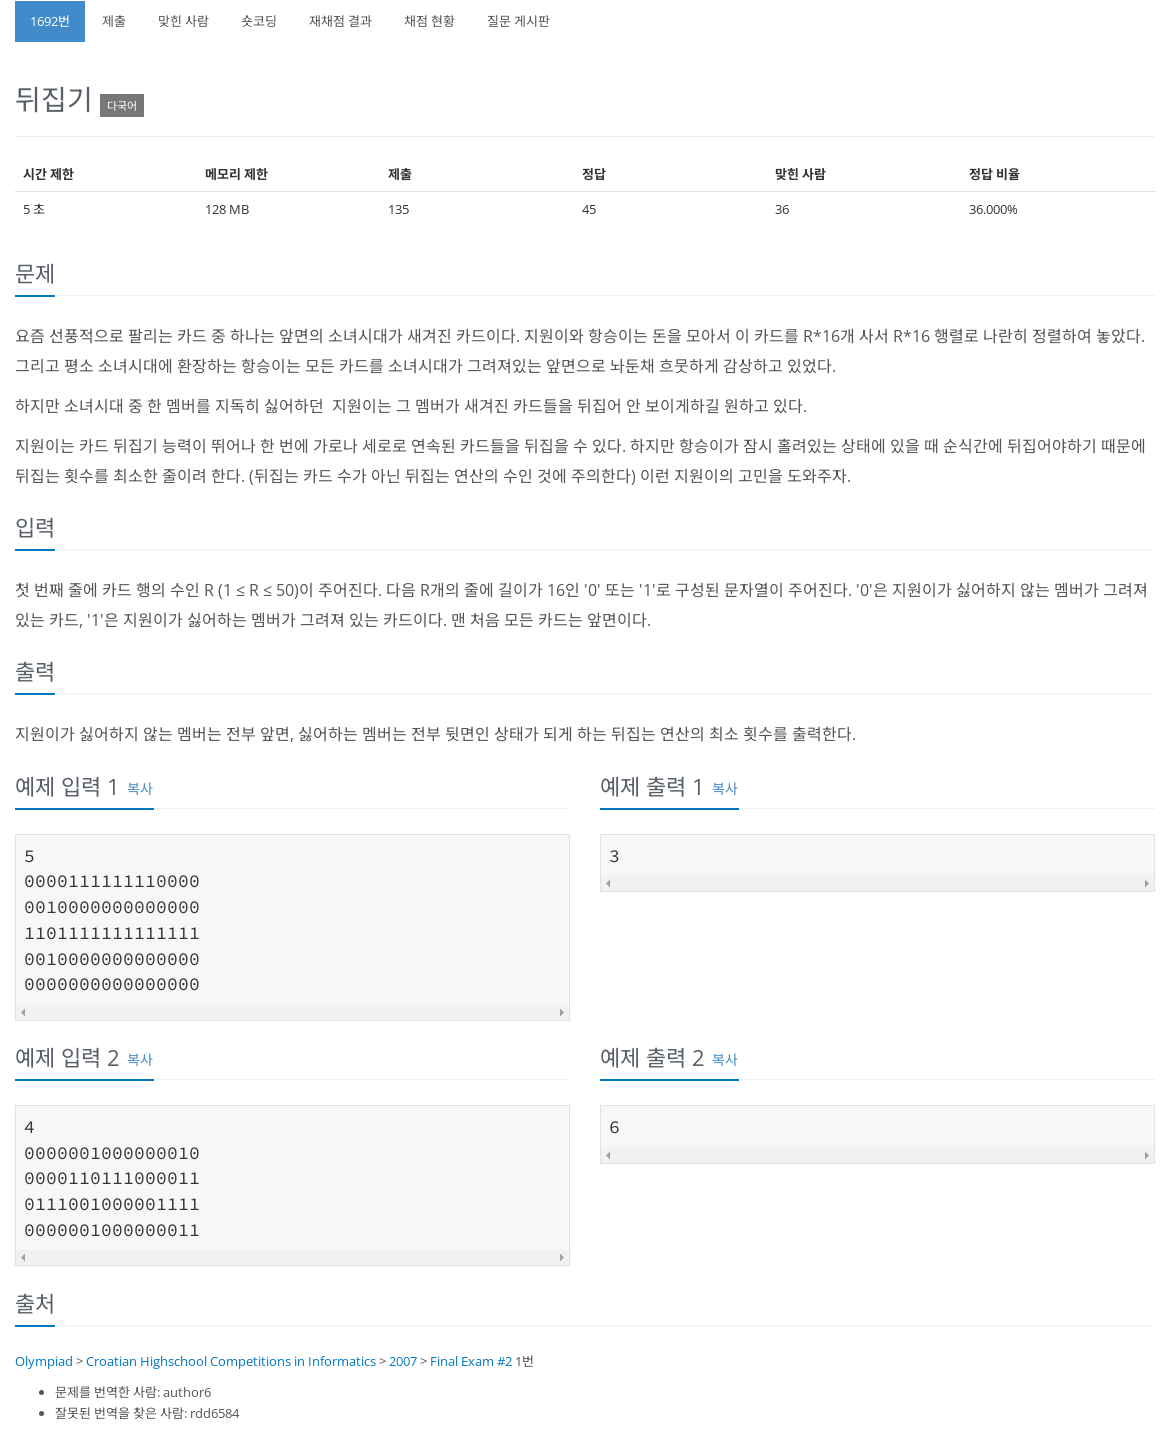 1692번 제출 맞힌 사람 숏코딩 재채점 결과 채점 현황 질문 게시판
뒤집기 다국어
시간 제한 메모리 제한 제출 정답 맞힌 사람 정답 비율
5 초 128 MB 135 45 36 36.000%
문제
요즘 선풍적으로 팔리는 카드 중 하나는 앞면의 소녀시대가 새겨진 카드이다. 지원이와 항승이는 돈을 모아서 이 카드를 R*16개 사서 R*16 행렬로 나란히 정렬하여 놓았다.
그리고 평소 소녀시대에 환장하는 항승이는 모든 카드를 소녀시대가 그려져있는 앞면으로 놔둔채 흐뭇하게 감상하고 있었다.
하지만 소녀시대 중 한 멤버를 지독히 싫어하던 지원이는 그 멤버가 새겨진 카드들을 뒤집어 안 보이게하길 원하고 있다.
지원이는 카드 뒤집기 능력이 뛰어나 한 번에 가로나 세로로 연속된 카드들을 뒤집을 수 있다. 하지만 항승이가 잠시 홀려있는 상태에 있을 때 순식간에 뒤집어야하기 때문에
뒤집는 횟수를 최소한 줄이려 한다. (뒤집는 카드 수가 아닌 뒤집는 연산의 수인 것에 주의한다) 이런 지원이의 고민을 도와주자.
입력
첫 번째 줄에 카드 행의 수인 R (1 ≤ R ≤ 50)이 주어진다. 다음 R개의 줄에 길이가 16인 '0' 또는 '1'로 구성된 문자열이 주어진다. '0'은 지원이가 싫어하지 않는 멤버가 그려져
있는 카드, '1'은 지원이가 싫어하는 멤버가 그려져 있는 카드이다. 맨 처음 모든 카드는 앞면이다.
출력
지원이가 싫어하지 않는 멤버는 전부 앞면, 싫어하는 멤버는 전부 뒷면인 상태가 되게 하는 뒤집는 연산의 최소 횟수를 출력한다.
예제 입력 1 복사
5
0000111111110000
0010000000000000
1101111111111111
0010000000000000
0000000000000000
예제 출력 1 복사
3
예제 입력 2 복사
4
0000001000000010
0000110111000011
0111001000001111
0000001000000011
예제 출력 2 복사
6
출처
Olympiad > Croatian Highschool Competitions in Informatics > 2007 > Final Exam #2 1번
문제를 번역한 사람: author6
잘못된 번역을 찾은 사람: rdd6584